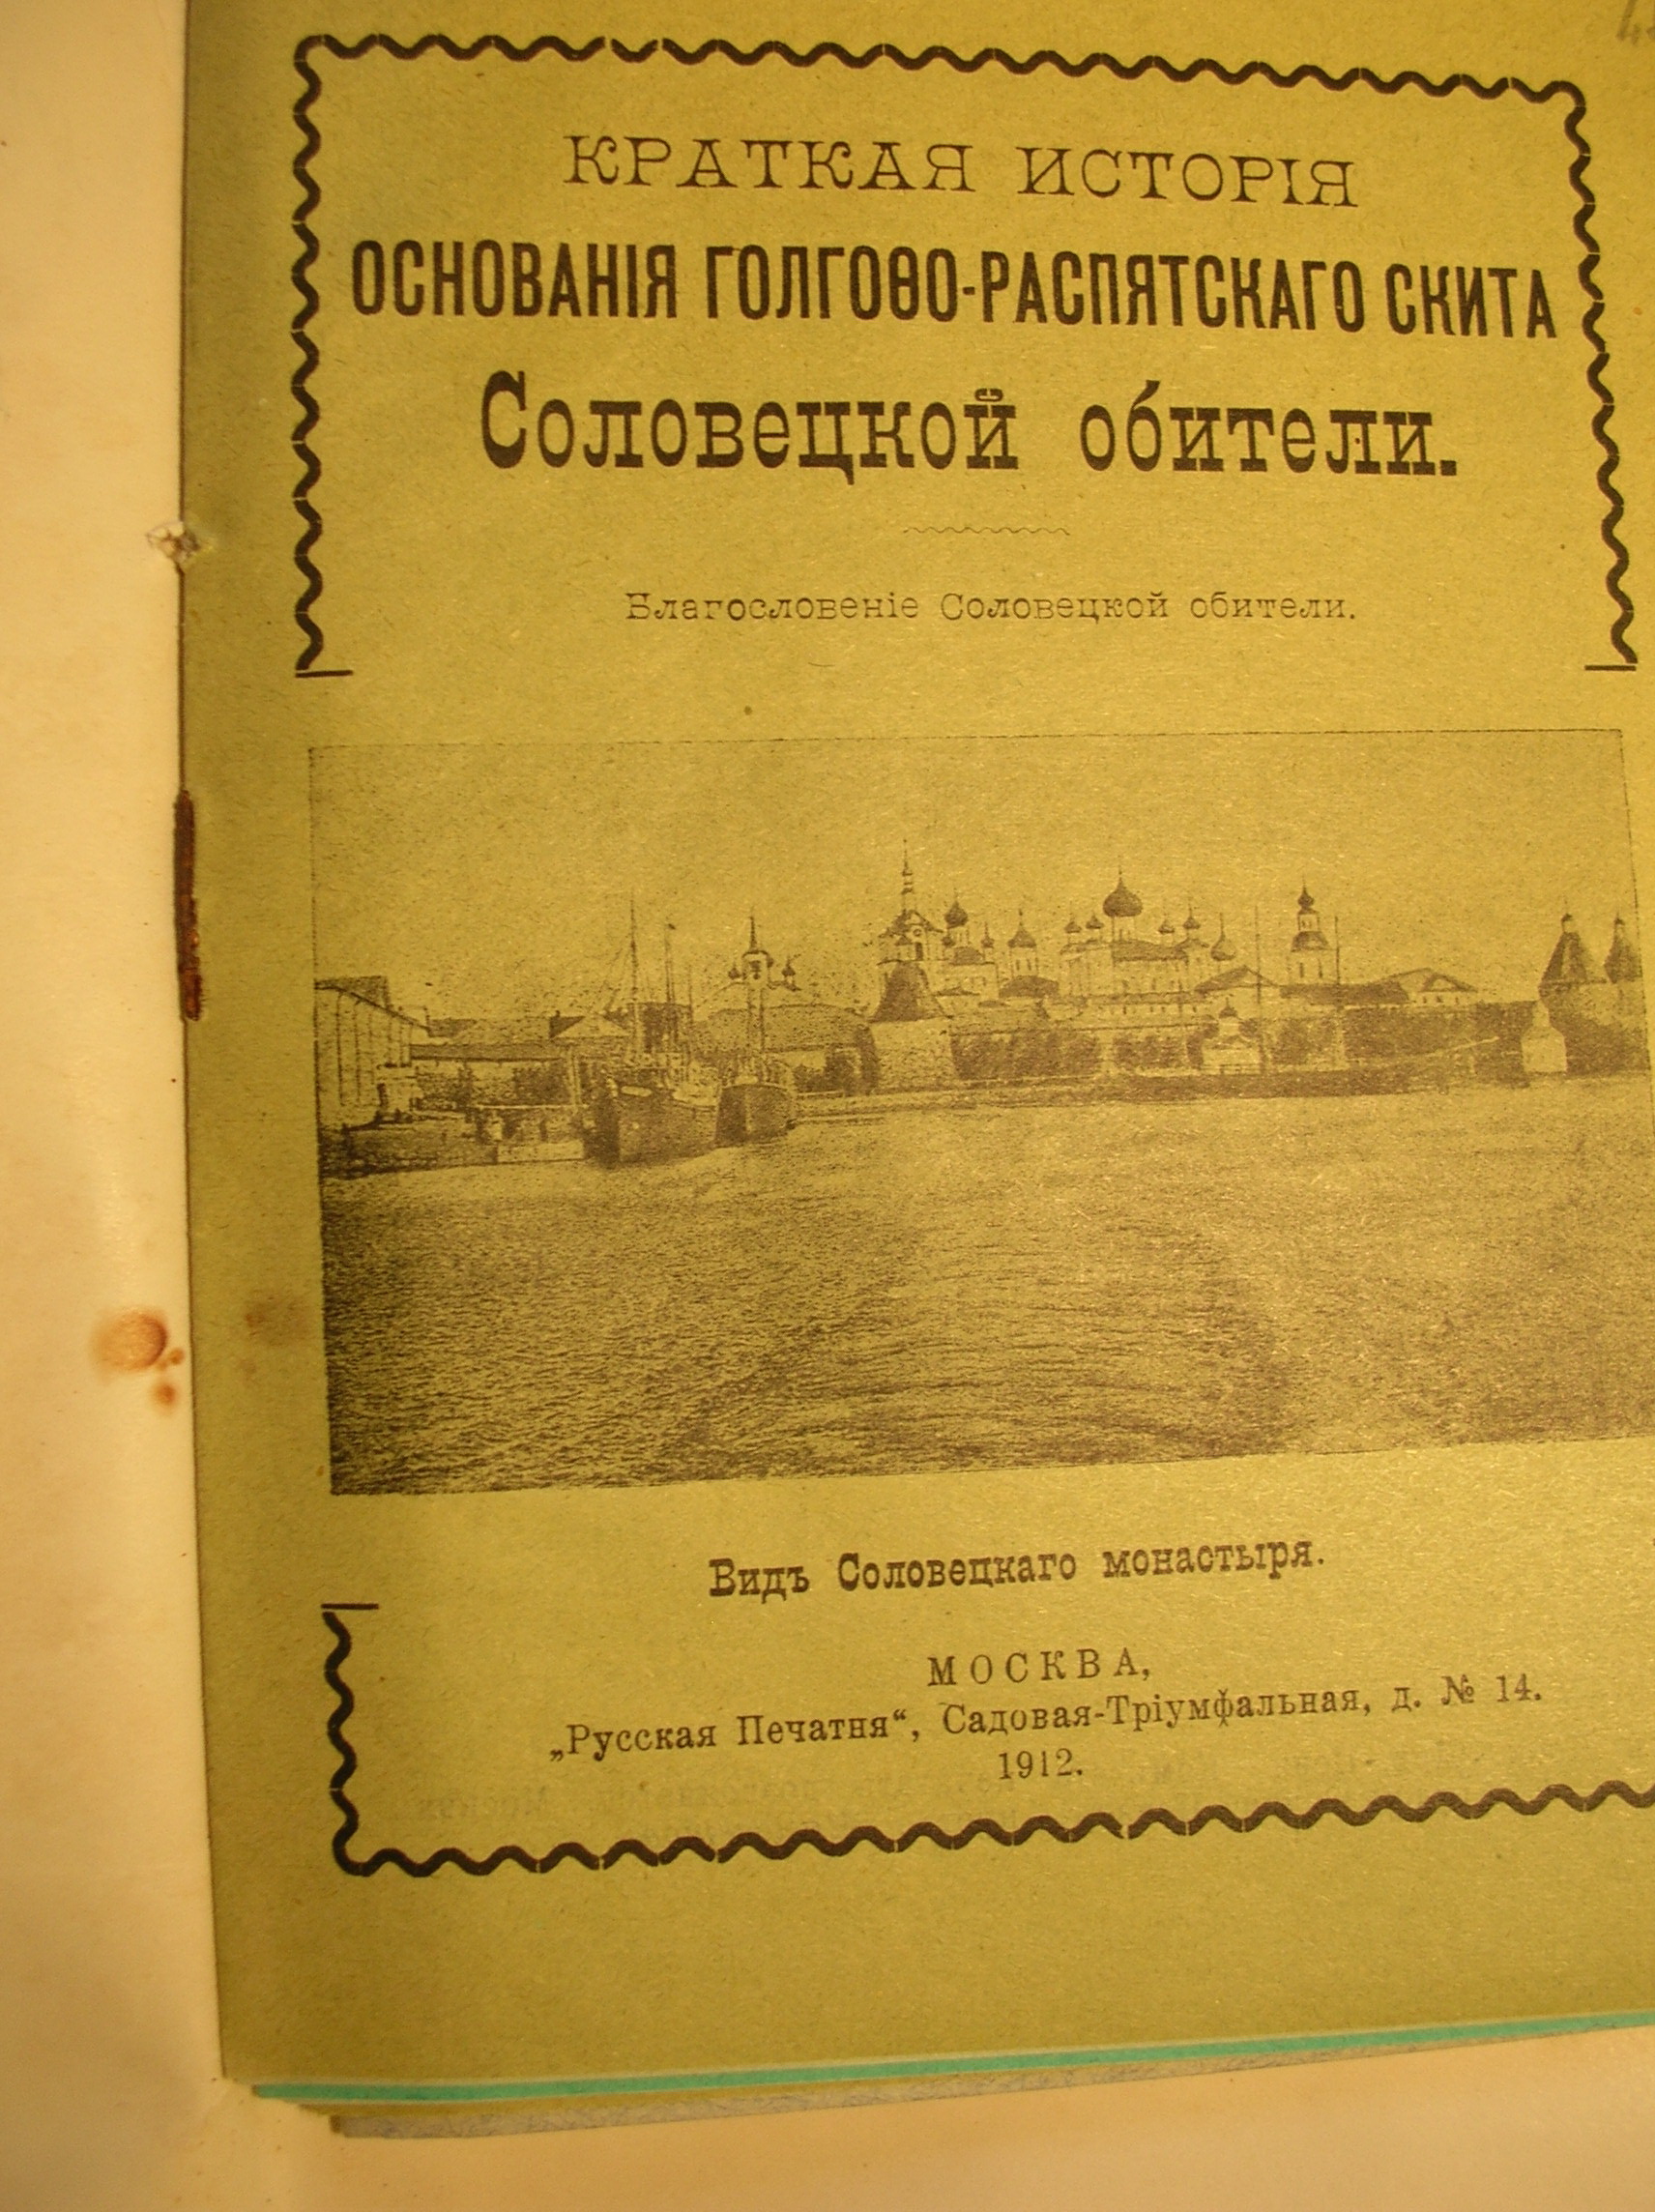 КРАТКАЯ ИСТОРІЯ
ОСНОВАНІЯ ГОЛГОѲО-РАСПЯТСКАГО СКИТА
Соловецкой обители.
Благословеніе Соловецкой обители.
Видъ Соловецкаго монастыря.
МОСКВА,
„Русская Печатня“, Садовая-Тріумфальная, д. № 14.
1912.